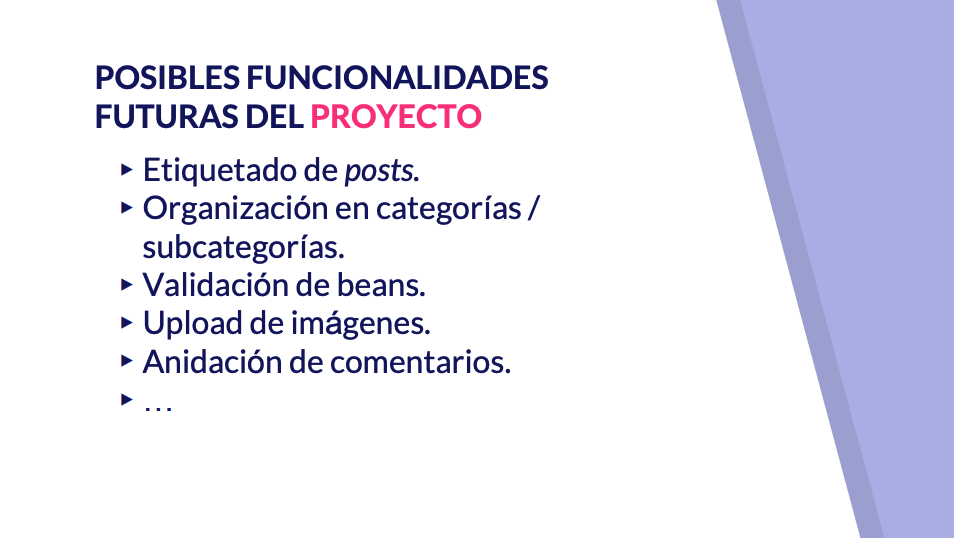 POSIBLES FUNCIONALIDADES
FUTURAS DEL PROYECTO
▸ Etiquetado de posts.
▸ Organización en categorías /
subcategorías.
▸ Validación de beans.
▸ Upload de imágenes.
▸ Anidación de comentarios.
▸ …